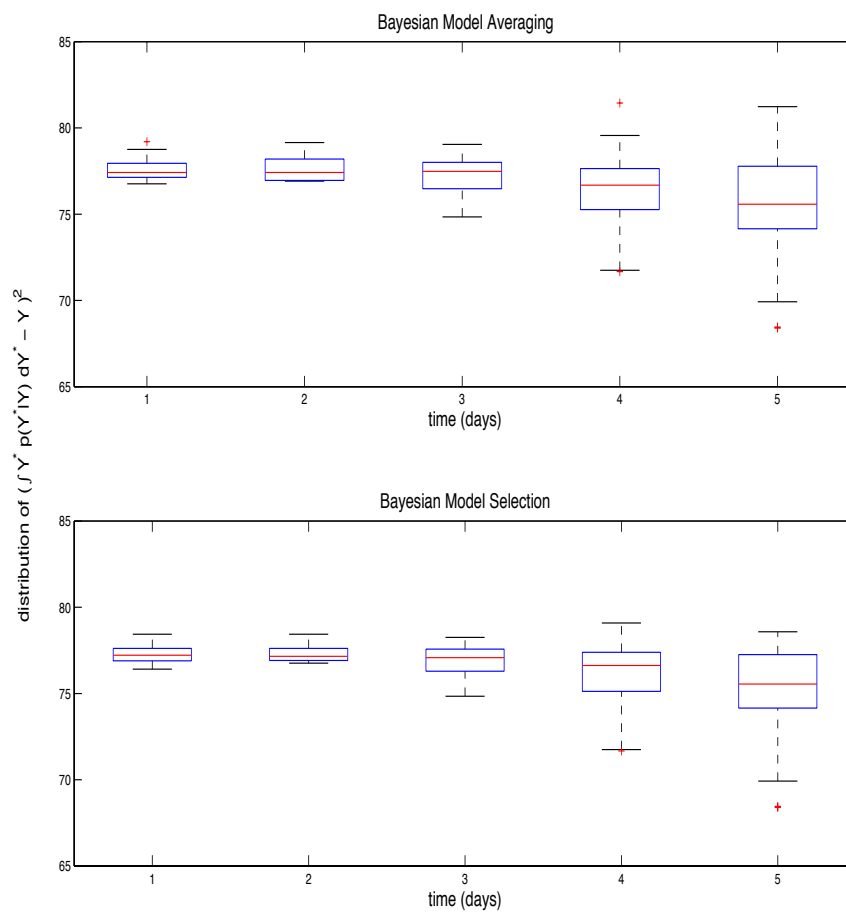 Bayesian Model Averaging
85
80
75
70
65
1 2 3 4 5
time (days)
distribution of (∫ Y* p(Y*|Y) dY* − Y )²
Bayesian Model Selection
85
80
75
70
65
1 2 3 4 5
time (days)